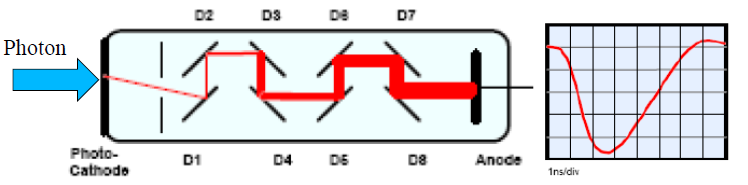 D2 D3 D6 D7
Photon
Photo-
Cathode
D1 D4 D5 D8 Anode
1ns/div